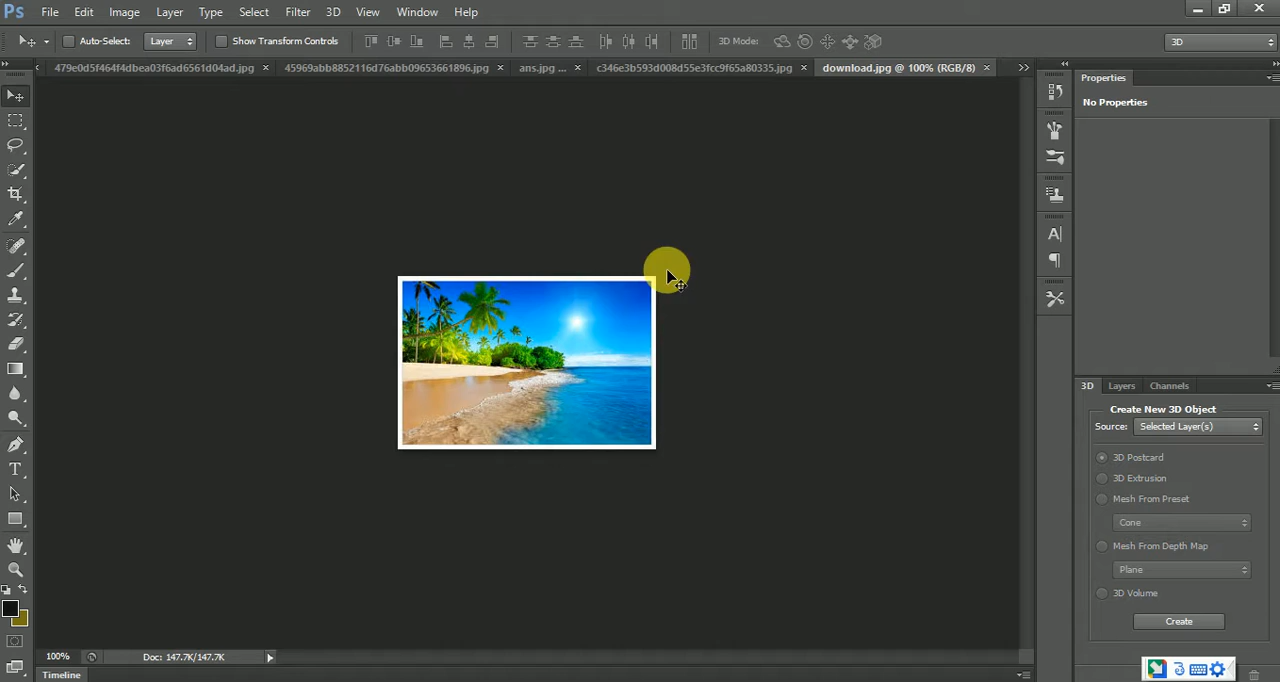 Ps File Edit Image Layer Type Select Filter 3D View Window Help
Auto-Select: Layer Show Transform Controls 3D Mode: 3D
479e0d5f464f4dbea03f6ad6561d04ad.jpg × 45969abb8852116d76abb09653661896.jpg × ans.jpg ... × c346e3b593d008d55e3fcc9f65a80335.jpg × download.jpg @ 100% (RGB/8) ×
Properties
No Properties
3D Layers Channels
Create New 3D Object
Source: Selected Layer(s)
3D Postcard
3D Extrusion
Mesh From Preset
Cone
Mesh From Depth Map
Plane
3D Volume
Create
100% Doc: 147.7K/147.7K
Timeline